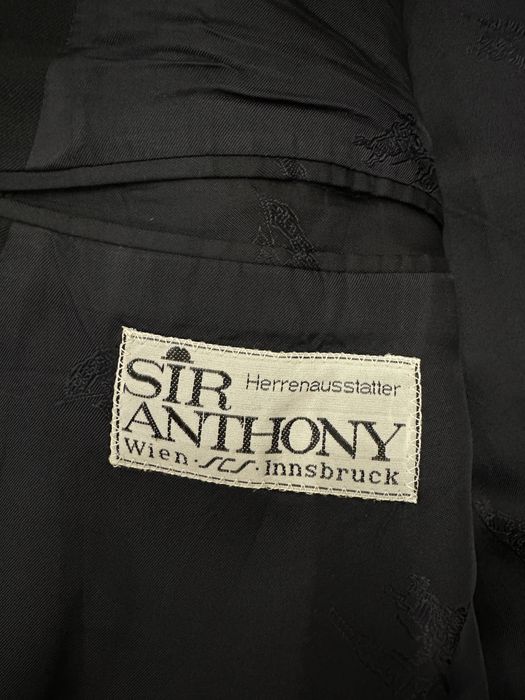 SIR Herrenausstatter
ANTHONY
Wien · SCS · Innsbruck